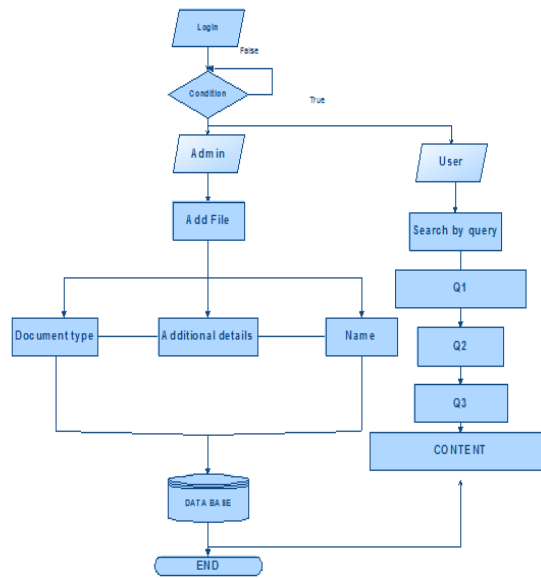 Login
False
Condition
True
Admin
User
Add File
Search by query
Q1
Document type
Additional details
Name
Q2
Q3
CONTENT
DATA BASE
END